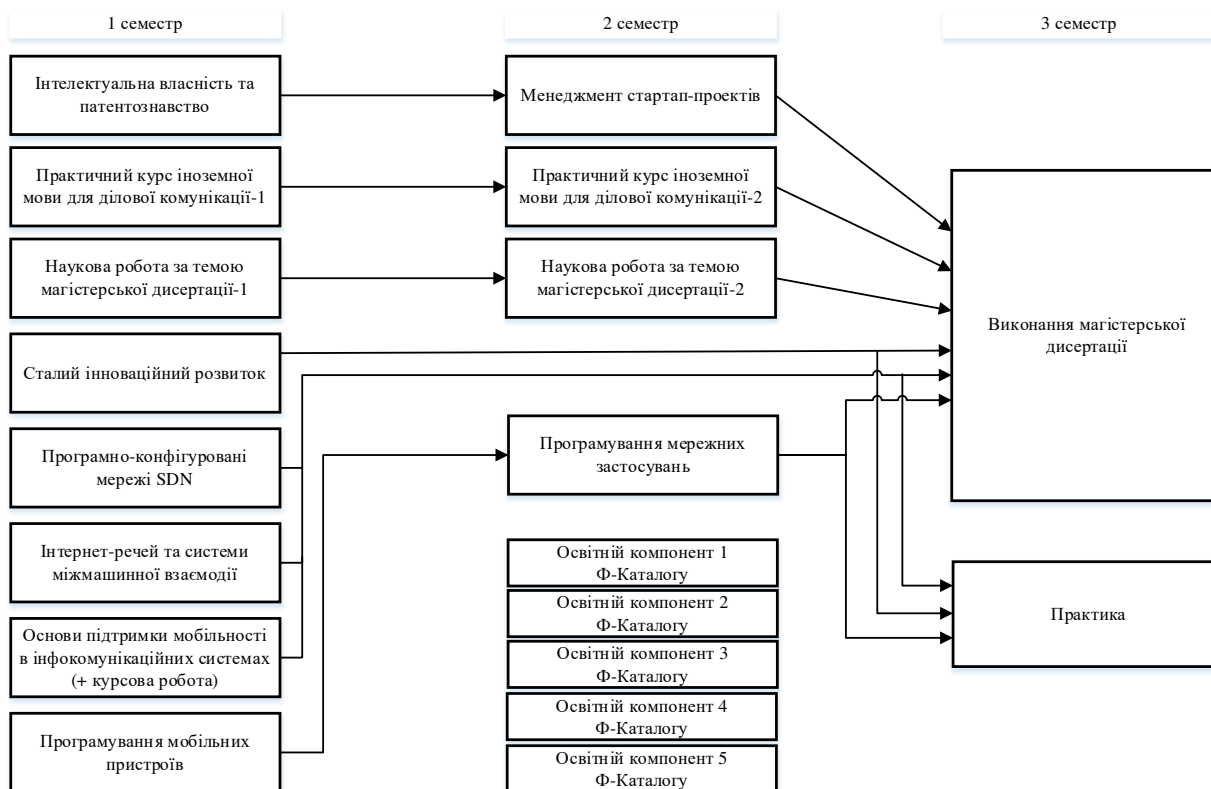 1 семестр
2 семестр
3 семестр
Інтелектуальна власність та
патентознавство
Менеджмент стартап-проектів
Практичний курс іноземної
мови для ділової комунікації-1
Практичний курс іноземної
мови для ділової комунікації-2
Наукова робота за темою
магістерської дисертації-1
Наукова робота за темою
магістерської дисертації-2
Виконання магістерської
дисертації
Сталий інноваційний розвиток
Програмно-конфігуровані
мережі SDN
Програмування мережних
застосувань
Інтернет-речей та системи
міжмашинної взаємодії
Освітній компонент 1
Ф-Каталогу
Освітній компонент 2
Ф-Каталогу
Практика
Основи підтримки мобільності
в інфокомунікаційних системах
(+ курсова робота)
Освітній компонент 3
Ф-Каталогу
Освітній компонент 4
Ф-Каталогу
Програмування мобільних
пристроїв
Освітній компонент 5
Ф-Каталогу